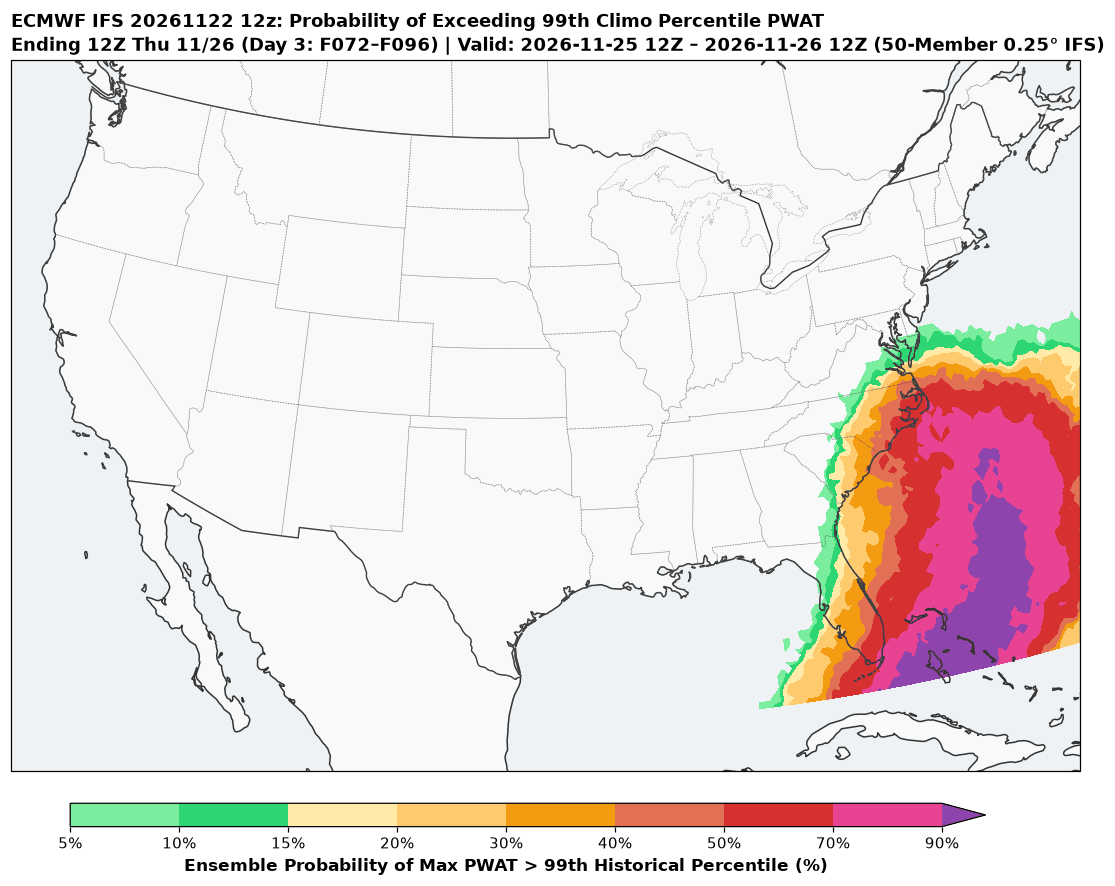 ECMWF IFS 20261122 12z: Probability of Exceeding 99th Climo Percentile PWAT
Ending 12Z Thu 11/26 (Day 3: F072–F096) | Valid: 2026-11-25 12Z – 2026-11-26 12Z (50-Member 0.25° IFS)
5% 10% 15% 20% 30% 40% 50% 70% 90%
Ensemble Probability of Max PWAT > 99th Historical Percentile (%)